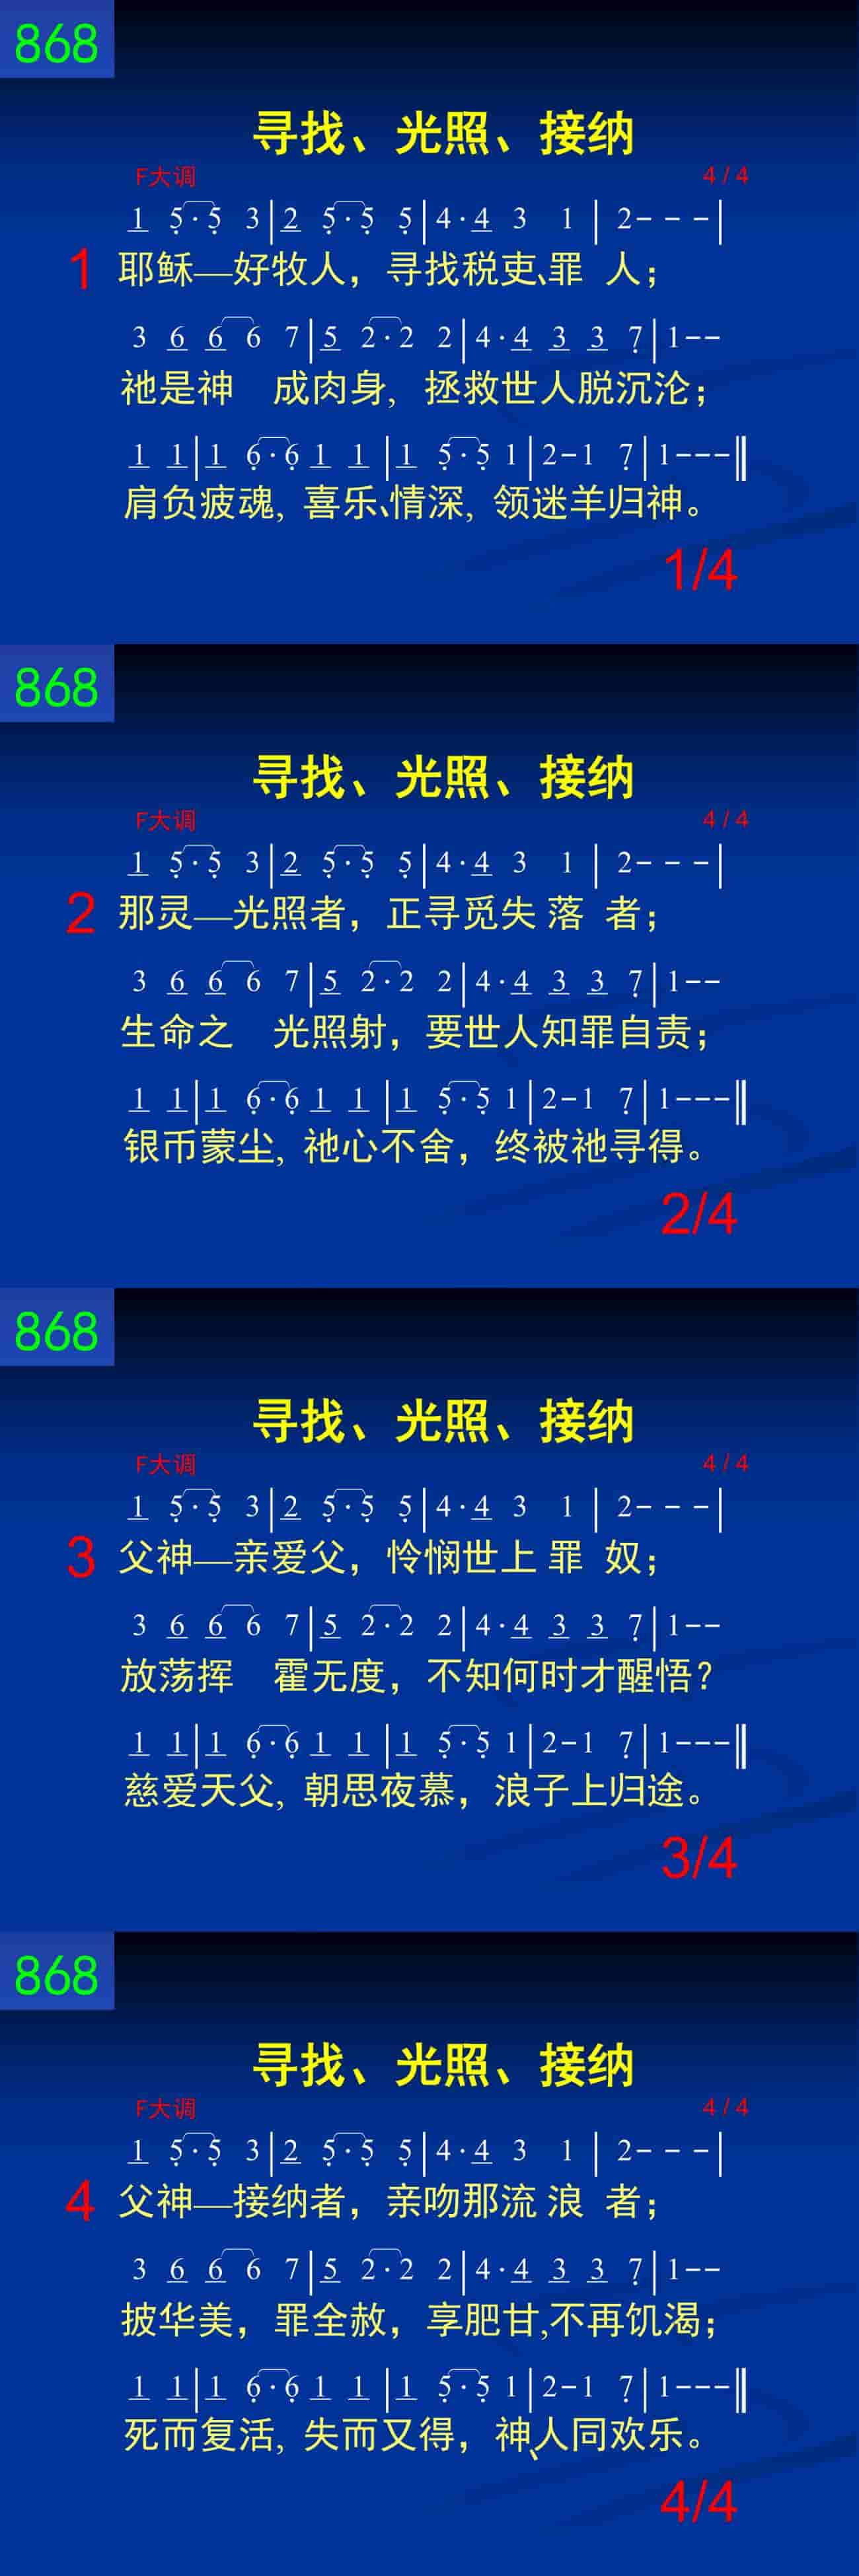 868
寻找、光照、接纳
F大调 4/4
1 5·5 3|2 5·5 5|4·4 3 1|2- - -|
1 耶稣—好牧人，寻找税吏、罪 人；
3 6 6 6 7|5 2·2 2|4·4 3 3 7|1--
祂是神 成肉身，拯救世人脱沉沦；
1 1|1 6·6 1 1|1 5·5 1|2-1 7|1---‖
肩负疲魂，喜乐、情深，领迷羊归神。
1/4
868
寻找、光照、接纳
F大调 4/4
1 5·5 3|2 5·5 5|4·4 3 1|2- - -|
2 那灵—光照者，正寻觅失 落 者；
3 6 6 6 7|5 2·2 2|4·4 3 3 7|1--
生命之 光照射，要世人知罪自责；
1 1|1 6·6 1 1|1 5·5 1|2-1 7|1---‖
银币蒙尘，祂心不舍，终被祂寻得。
2/4
868
寻找、光照、接纳
F大调 4/4
1 5·5 3|2 5·5 5|4·4 3 1|2- - -|
3 父神—亲爱父，怜悯世上 罪 奴；
3 6 6 6 7|5 2·2 2|4·4 3 3 7|1--
放荡挥 霍无度，不知何时才醒悟？
1 1|1 6·6 1 1|1 5·5 1|2-1 7|1---‖
慈爱天父，朝思夜慕，浪子上归途。
3/4
868
寻找、光照、接纳
F大调 4/4
1 5·5 3|2 5·5 5|4·4 3 1|2- - -|
4 父神—接纳者，亲吻那流 浪 者；
3 6 6 6 7|5 2·2 2|4·4 3 3 7|1--
披华美，罪全赦，享肥甘，不再饥渴；
1 1|1 6·6 1 1|1 5·5 1|2-1 7|1---‖
死而复活，失而又得，神、人同欢乐。
4/4